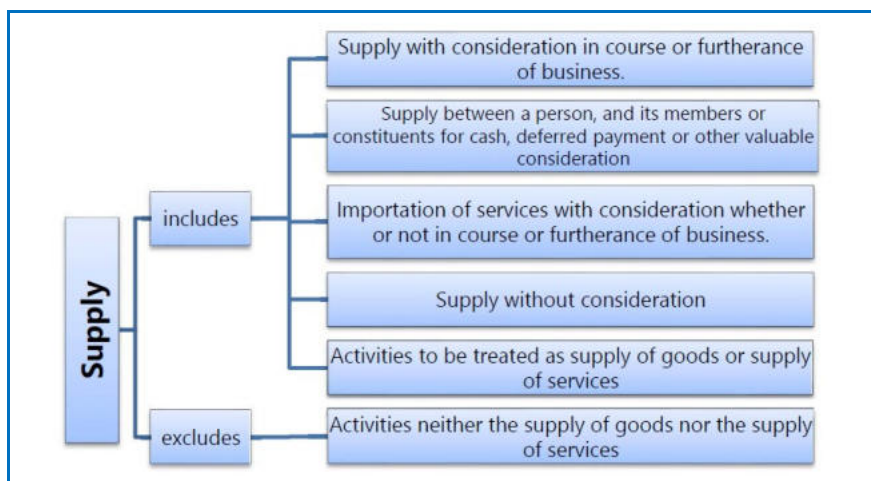 Supply
includes
Supply with consideration in course or furtherance
of business.
Supply between a person, and its members or
constituents for cash, deferred payment or other valuable
consideration
Importation of services with consideration whether
or not in course or furtherance of business.
Supply without consideration
Activities to be treated as supply of goods or supply
of services
excludes
Activities neither the supply of goods nor the supply
of services